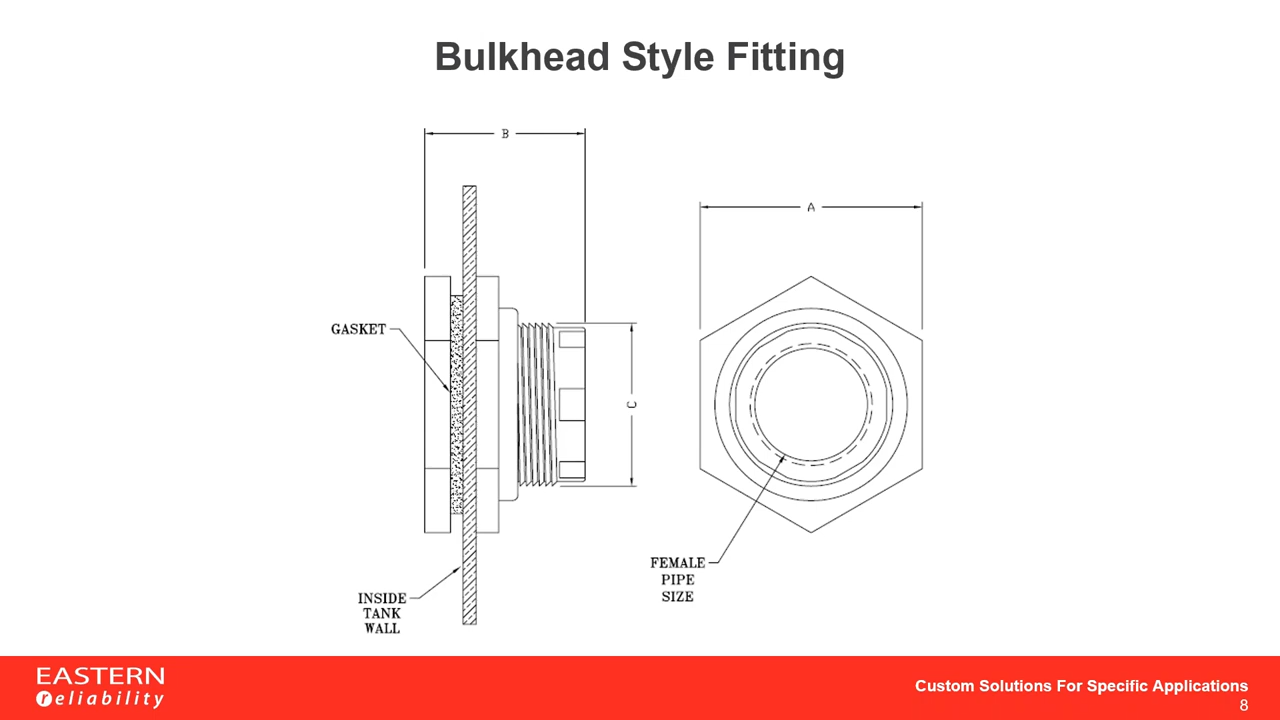 Bulkhead Style Fitting
B
A
GASKET
C
FEMALE
PIPE
SIZE
INSIDE
TANK
WALL
EASTERN
reliability
Custom Solutions For Specific Applications
8